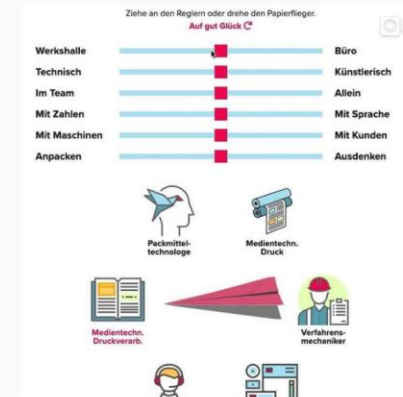 Ziehe an den Reglern oder drehe den Papierflieger.
Auf gut Glück
Werkshalle Büro
Technisch Künstlerisch
Im Team Allein
Mit Zahlen Mit Sprache
Mit Maschinen Mit Kunden
Anpacken Ausdenken
Packmittel-
technologe
Medientechn.
Druck
Medientechn.
Druckverarb.
Verfahrens-
mechaniker